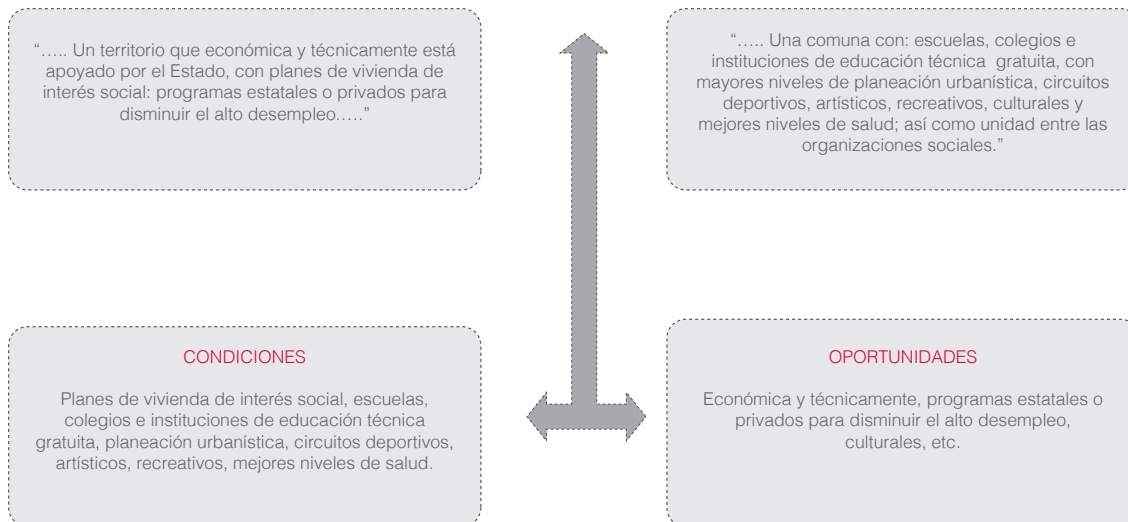 “..... Un territorio que económica y técnicamente está
apoyado por el Estado, con planes de vivienda de
interés social: programas estatales o privados para
disminuir el alto desempleo.....”
“..... Una comuna con: escuelas, colegios e
instituciones de educación técnica  gratuita, con
mayores niveles de planeación urbanística, circuitos
deportivos, artísticos, recreativos, culturales y
mejores niveles de salud; así como unidad entre las
organizaciones sociales.”
CONDICIONES
Planes de vivienda de interés social, escuelas,
colegios e instituciones de educación técnica
gratuita, planeación urbanística, circuitos deportivos,
artísticos, recreativos, mejores niveles de salud.
OPORTUNIDADES
Económica y técnicamente, programas estatales o
privados para disminuir el alto desempleo,
culturales, etc.